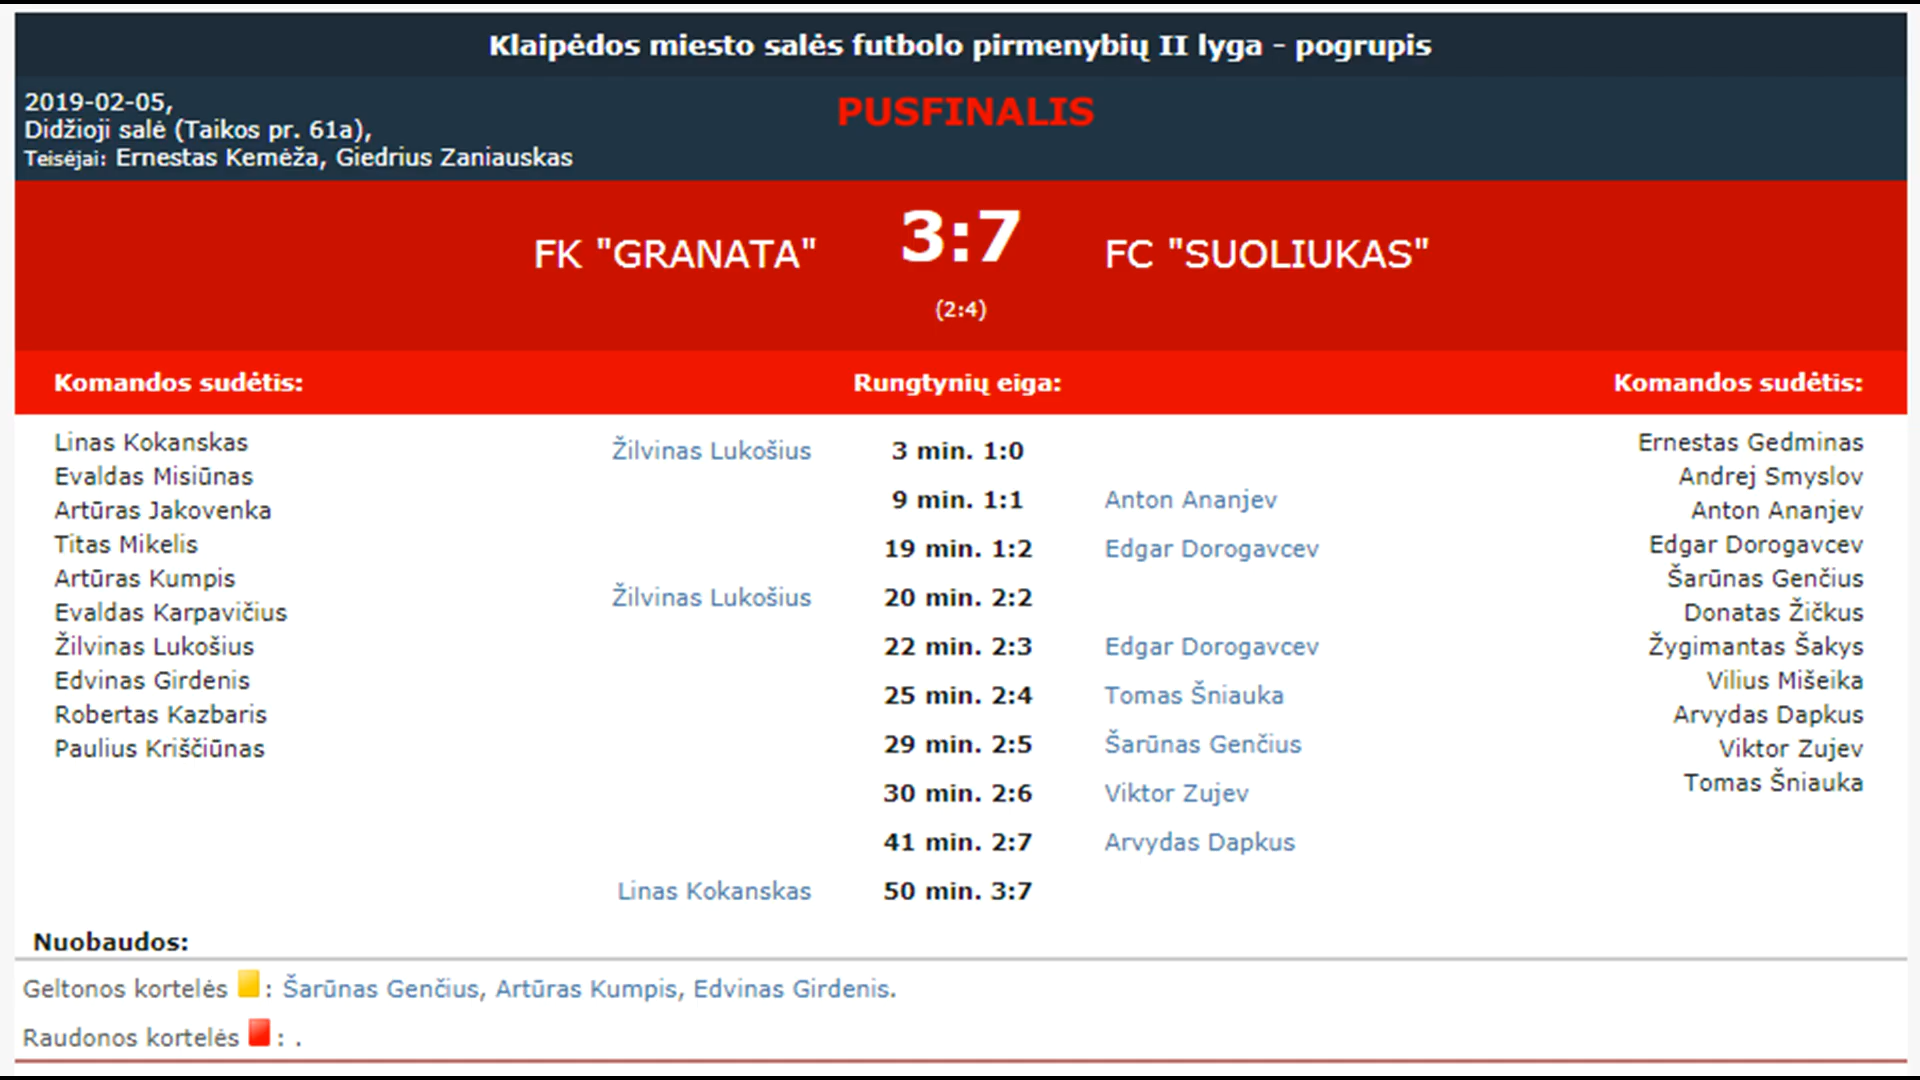 Klaipėdos miesto salės futbolo pirmenybių II lyga - pogrupis
2019-02-05,
Didžioji salė (Taikos pr. 61a),
Teisėjai: Ernestas Kemėža, Giedrius Zaniauskas
PUSFINALIS
FK "GRANATA" 3:7 FC "SUOLIUKAS"
(2:4)
Komandos sudėtis: Rungtynių eiga: Komandos sudėtis:
Linas Kokanskas
Evaldas Misiūnas
Artūras Jakovenka
Titas Mikelis
Artūras Kumpis
Evaldas Karpavičius
Žilvinas Lukošius
Edvinas Girdenis
Robertas Kazbaris
Paulius Kriščiūnas
Žilvinas Lukošius 3 min. 1:0
9 min. 1:1 Anton Ananjev
19 min. 1:2 Edgar Dorogavcev
Žilvinas Lukošius 20 min. 2:2
22 min. 2:3 Edgar Dorogavcev
25 min. 2:4 Tomas Šniauka
29 min. 2:5 Šarūnas Genčius
30 min. 2:6 Viktor Zujev
41 min. 2:7 Arvydas Dapkus
Linas Kokanskas 50 min. 3:7
Ernestas Gedminas
Andrej Smyslov
Anton Ananjev
Edgar Dorogavcev
Šarūnas Genčius
Donatas Žičkus
Žygimantas Šakys
Vilius Mišeika
Arvydas Dapkus
Viktor Zujev
Tomas Šniauka
Nuobaudos:
Geltonos kortelės : Šarūnas Genčius, Artūras Kumpis, Edvinas Girdenis.
Raudonos kortelės : .